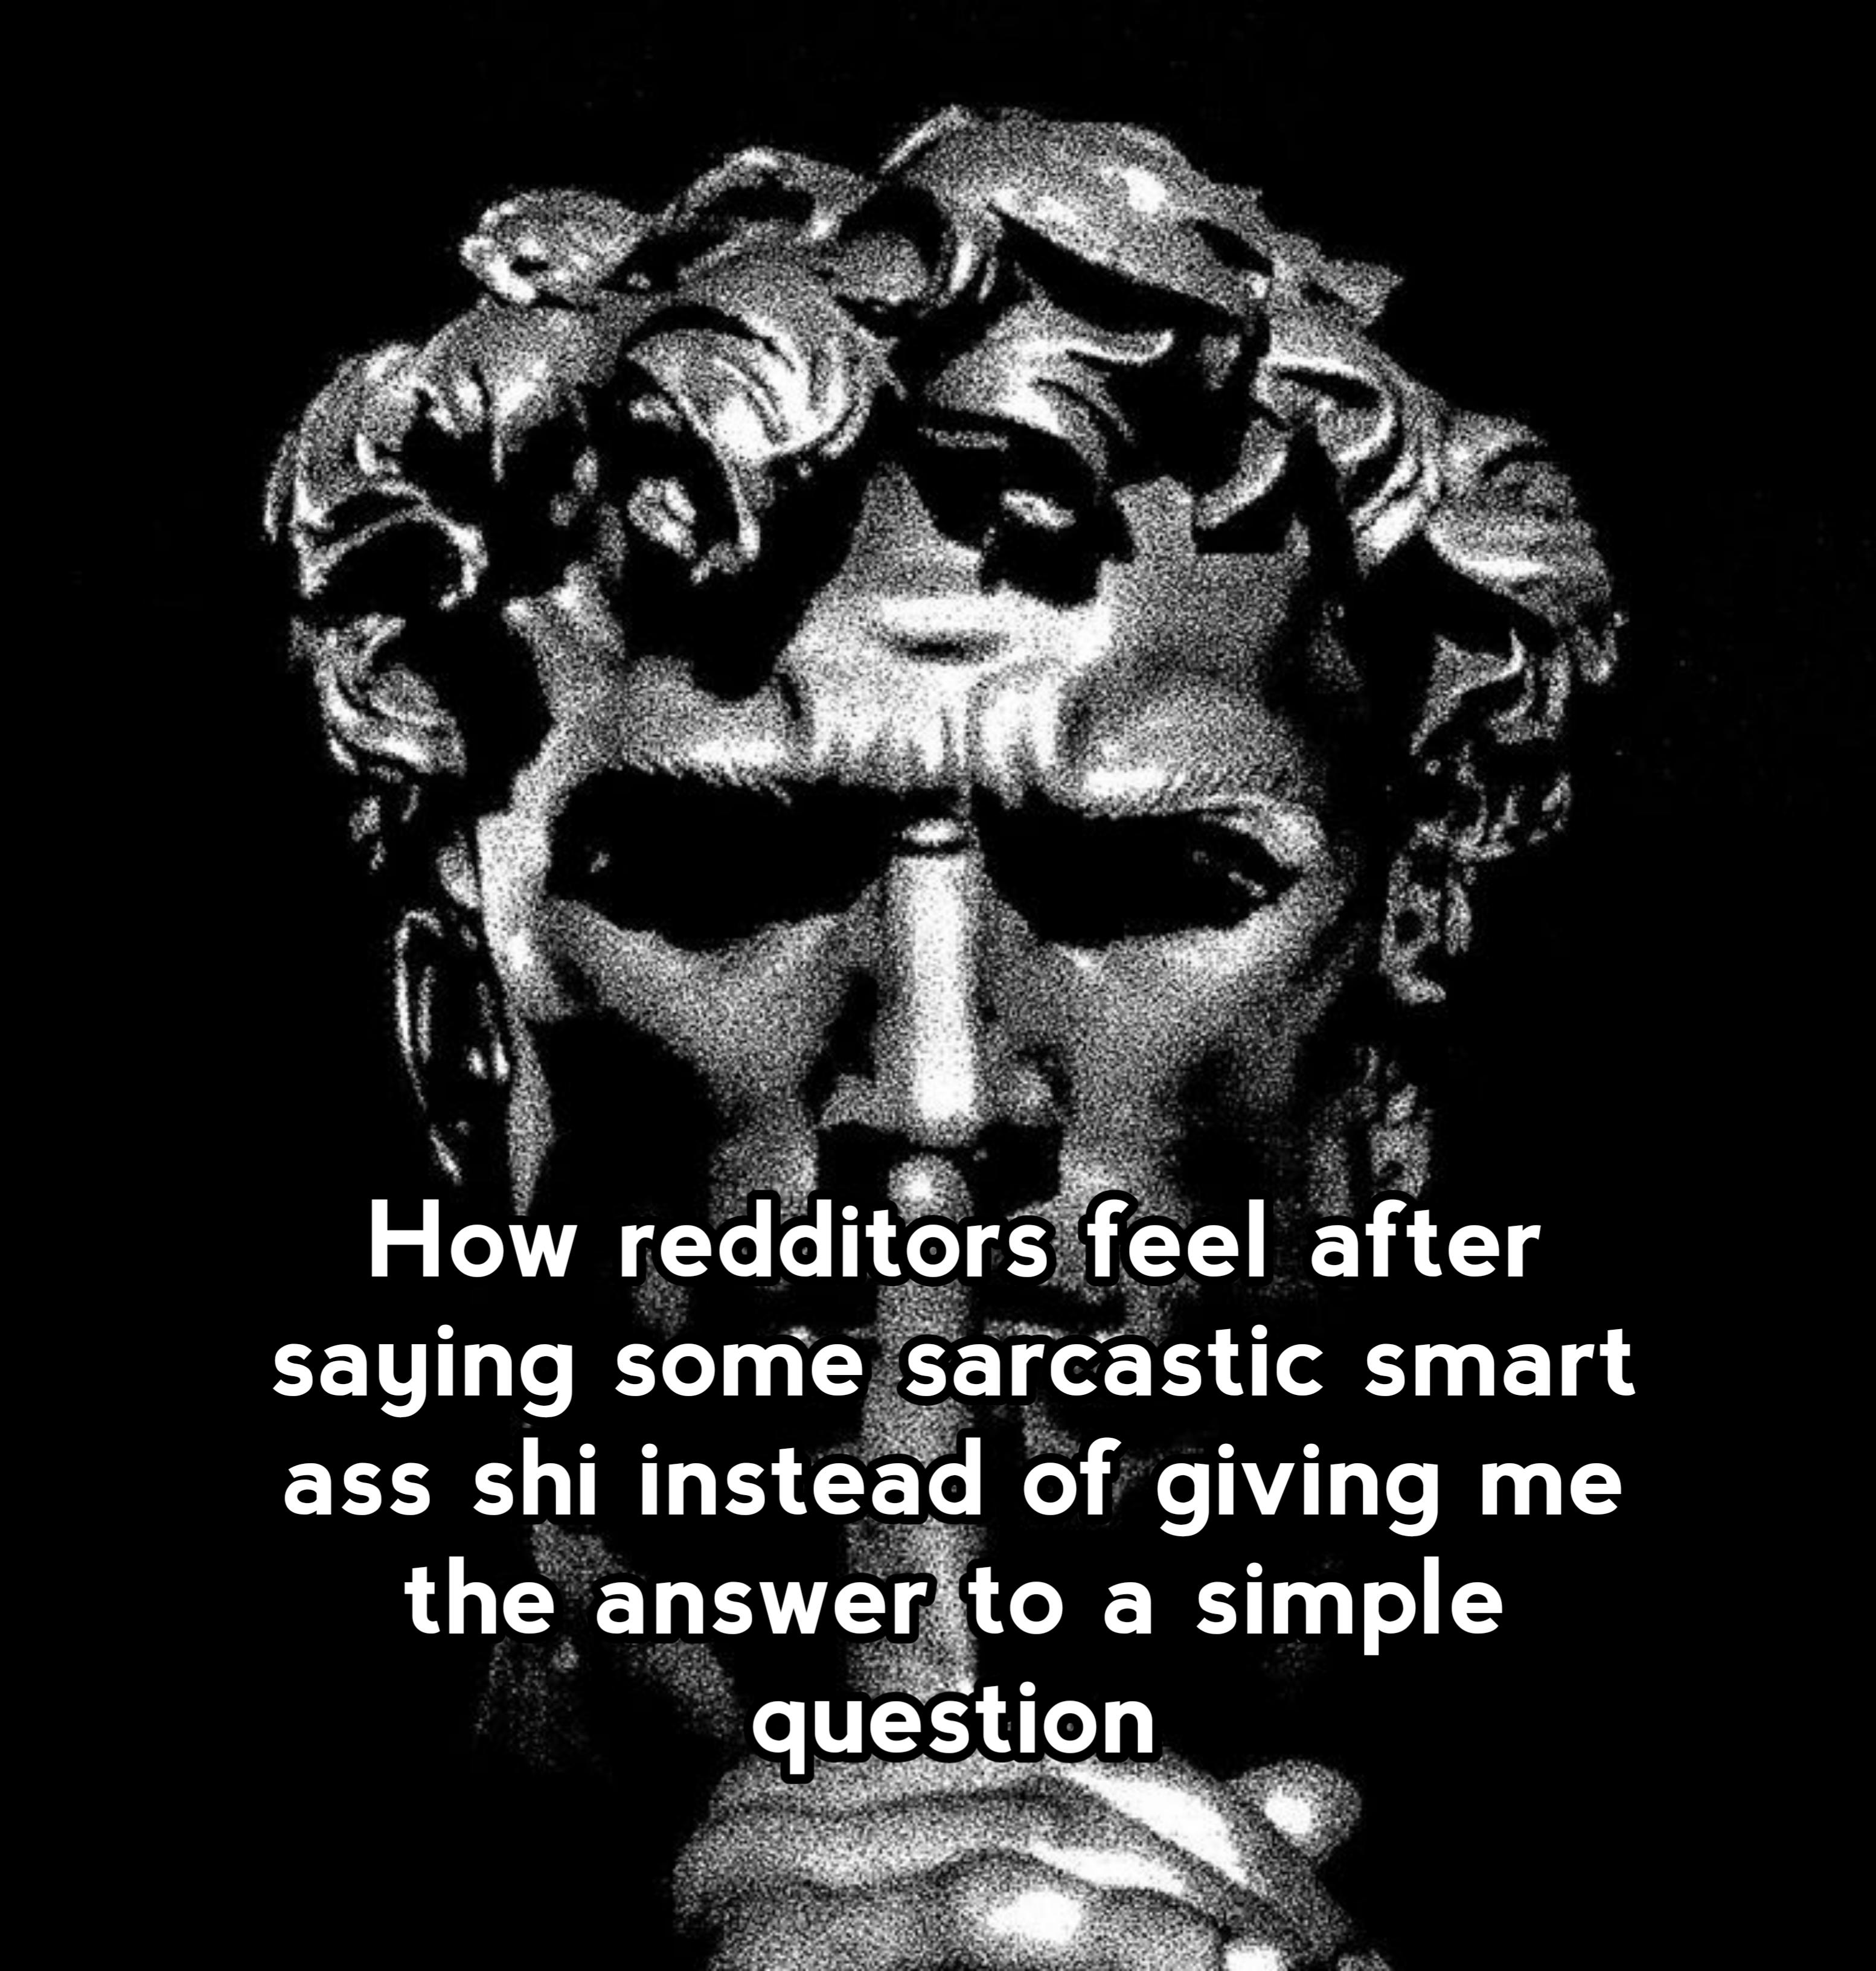 How redditors feel after
saying some sarcastic smart
ass shi instead of giving me
the answer to a simple
question